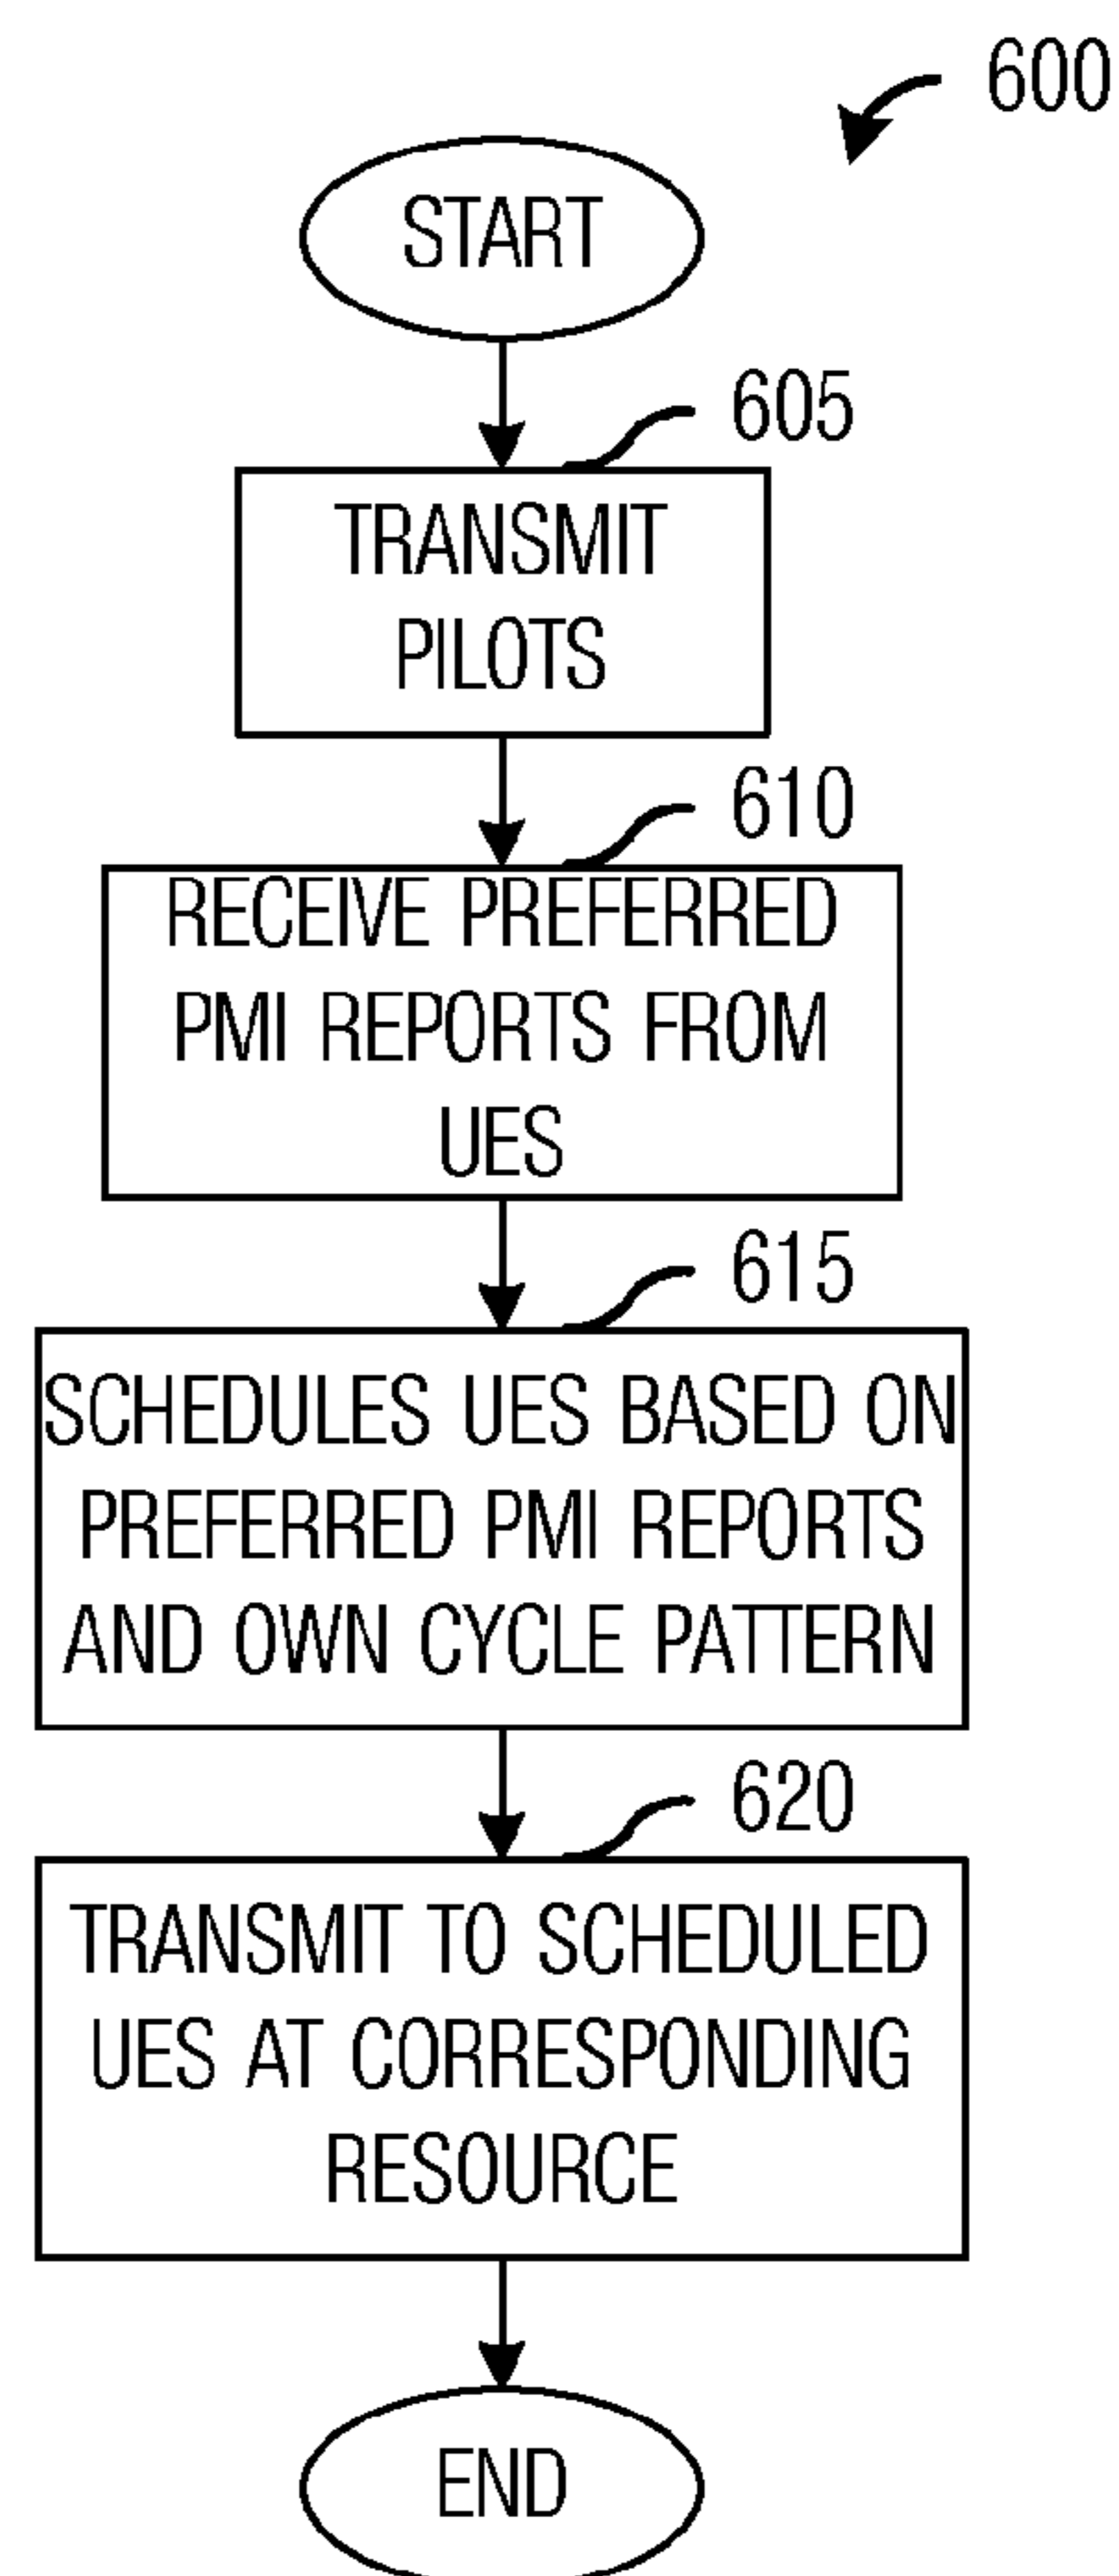 600
START
605
TRANSMIT
PILOTS
610
RECEIVE PREFERRED
PMI REPORTS FROM
UES
615
SCHEDULES UES BASED ON
PREFERRED PMI REPORTS
AND OWN CYCLE PATTERN
620
TRANSMIT TO SCHEDULED
UES AT CORRESPONDING
RESOURCE
END